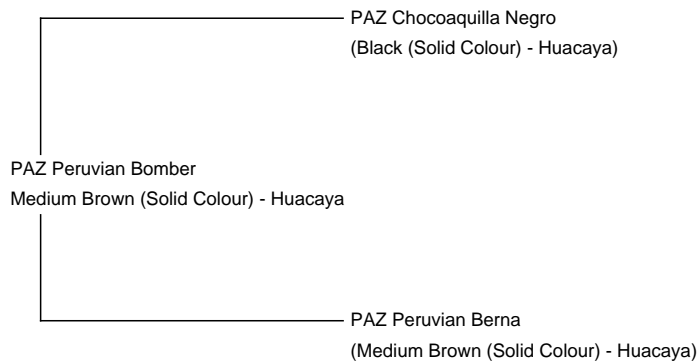 PAZ Chocoaquilla Negro
(Black (Solid Colour) - Huacaya)
PAZ Peruvian Bomber
Medium Brown (Solid Colour) - Huacaya
PAZ Peruvian Berna
(Medium Brown (Solid Colour) - Huacaya)